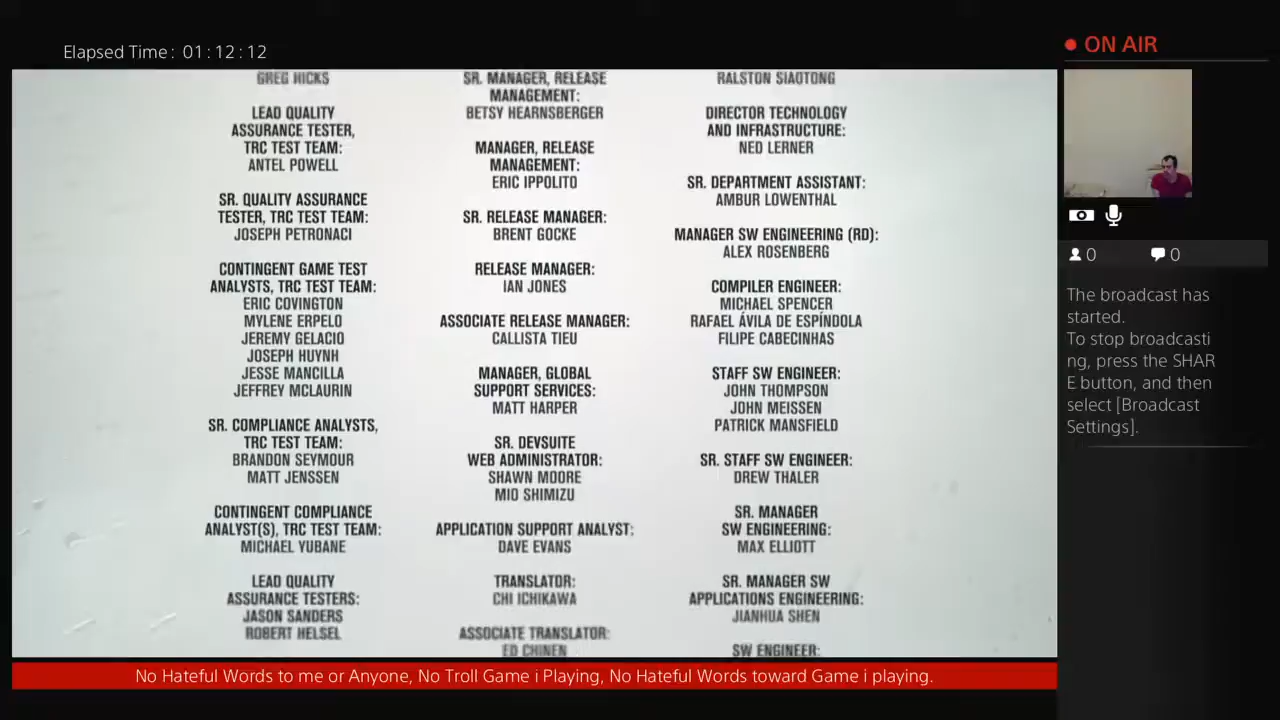 Elapsed Time: 01:12:12
GREG HICKS
LEAD QUALITY
ASSURANCE TESTER,
TRC TEST TEAM:
ANTEL POWELL
SR. QUALITY ASSURANCE
TESTER, TRC TEST TEAM:
JOSEPH PETRONACI
CONTINGENT GAME TEST
ANALYSTS, TRC TEST TEAM:
ERIC COVINGTON
MYLENE ERPELO
JEREMY GELACIO
JOSEPH HUYNH
JESSE MANCILLA
JEFFREY MCLAURIN
SR. COMPLIANCE ANALYSTS,
TRC TEST TEAM:
BRANDON SEYMOUR
MATT JENSSEN
CONTINGENT COMPLIANCE
ANALYST(S), TRC TEST TEAM:
MICHAEL YUBANE
LEAD QUALITY
ASSURANCE TESTERS:
JASON SANDERS
ROBERT HELSEL
SR. MANAGER, RELEASE
MANAGEMENT:
BETSY HEARNSBERGER
MANAGER, RELEASE
MANAGEMENT:
ERIC IPPOLITO
SR. RELEASE MANAGER:
BRENT GOCKE
RELEASE MANAGER:
IAN JONES
ASSOCIATE RELEASE MANAGER:
CALLISTA TIEU
MANAGER, GLOBAL
SUPPORT SERVICES:
MATT HARPER
SR. DEVSUITE
WEB ADMINISTRATOR:
SHAWN MOORE
MIO SHIMIZU
APPLICATION SUPPORT ANALYST:
DAVE EVANS
TRANSLATOR:
CHI ICHIKAWA
ASSOCIATE TRANSLATOR:
ED CHINEN
RALSTON SIAOTONG
DIRECTOR TECHNOLOGY
AND INFRASTRUCTURE:
NED LERNER
SR. DEPARTMENT ASSISTANT:
AMBUR LOWENTHAL
MANAGER SW ENGINEERING (RD):
ALEX ROSENBERG
COMPILER ENGINEER:
MICHAEL SPENCER
RAFAEL ÁVILA DE ESPÍNDOLA
FILIPE CABECINHAS
STAFF SW ENGINEER:
JOHN THOMPSON
JOHN MEISSEN
PATRICK MANSFIELD
SR. STAFF SW ENGINEER:
DREW THALER
SR. MANAGER
SW ENGINEERING:
MAX ELLIOTT
SR. MANAGER SW
APPLICATIONS ENGINEERING:
JIANHUA SHEN
SW ENGINEER:
ON AIR
0 0
The broadcast has
started.
To stop broadcasti
ng, press the SHAR
E button, and then
select [Broadcast
Settings].
No Hateful Words to me or Anyone, No Troll Game i Playing, No Hateful Words toward Game i playing.